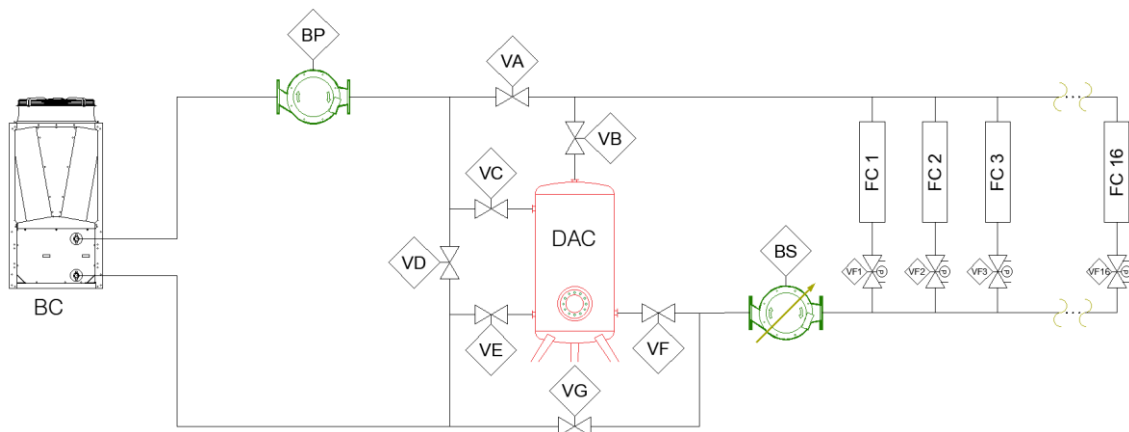 BP
VA
VB
VC
FC 1
FC 2
FC 3
FC 16
DAC
VD
BS
VF1
VF2
VF3
VF16
BC
VE
VF
VG